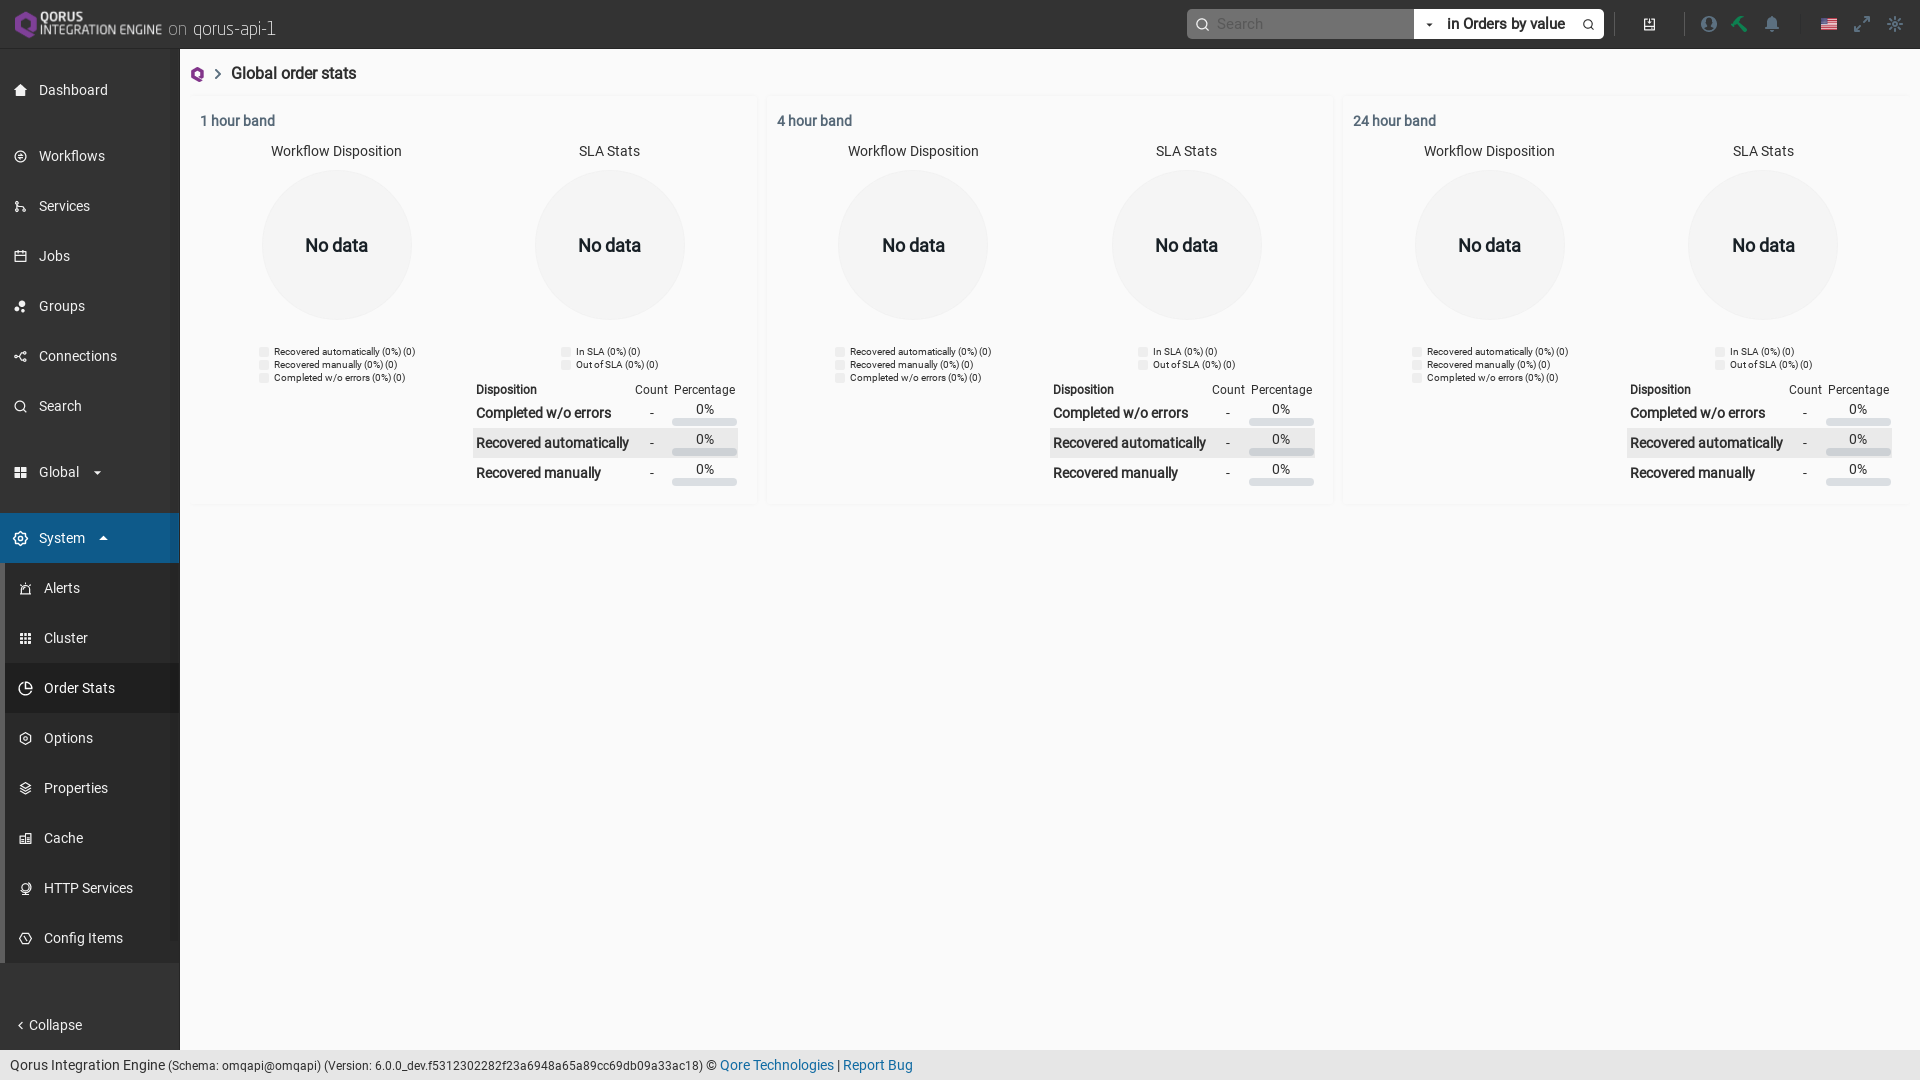 QORUS
INTEGRATION ENGINE on qorus-api-1
Search
in Orders by value
Global order stats
Dashboard
Workflows
Services
Jobs
Groups
Connections
Search
Global
System
Alerts
Cluster
Order Stats
Options
Properties
Cache
HTTP Services
Config Items
Collapse
1 hour band
Workflow Disposition
No data
Recovered automatically (0%) (0)
Recovered manually (0%) (0)
Completed w/o errors (0%) (0)
SLA Stats
No data
In SLA (0%) (0)
Out of SLA (0%) (0)
Disposition Count Percentage
Completed w/o errors - 0%
Recovered automatically - 0%
Recovered manually - 0%
4 hour band
Workflow Disposition
No data
Recovered automatically (0%) (0)
Recovered manually (0%) (0)
Completed w/o errors (0%) (0)
SLA Stats
No data
In SLA (0%) (0)
Out of SLA (0%) (0)
Disposition Count Percentage
Completed w/o errors - 0%
Recovered automatically - 0%
Recovered manually - 0%
24 hour band
Workflow Disposition
No data
Recovered automatically (0%) (0)
Recovered manually (0%) (0)
Completed w/o errors (0%) (0)
SLA Stats
No data
In SLA (0%) (0)
Out of SLA (0%) (0)
Disposition Count Percentage
Completed w/o errors - 0%
Recovered automatically - 0%
Recovered manually - 0%
Qorus Integration Engine (Schema: omqapi@omqapi) (Version: 6.0.0_dev.f5312302282f23a6948a65a89cc69db09a33ac18) © Qore Technologies | Report Bug